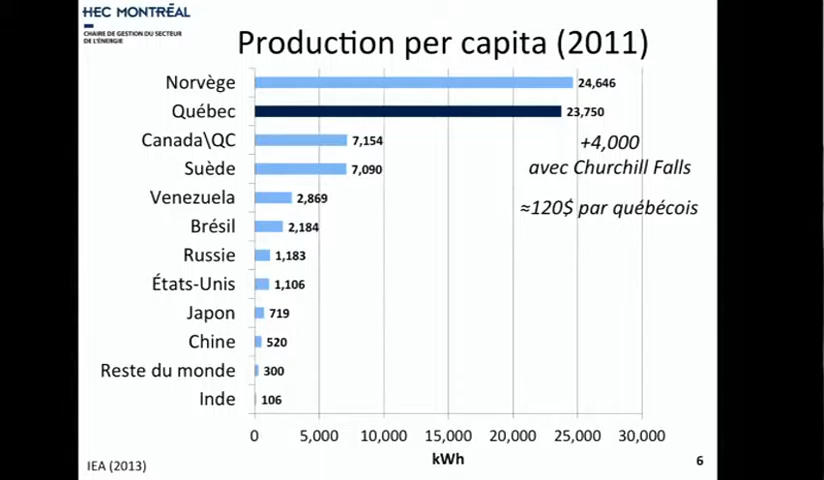 HEC MONTRÉAL
CHAIRE DE GESTION DU SECTEUR
DE L'ÉNERGIE
Production per capita (2011)
Norvège 24,646
Québec 23,750
Canada\QC 7,154
+4,000
avec Churchill Falls
Suède 7,090
Venezuela 2,869
≈120$ par québécois
Brésil 2,184
Russie 1,183
États-Unis 1,106
Japon 719
Chine 520
Reste du monde 300
Inde 106
0 5,000 10,000 15,000 20,000 25,000 30,000
kWh
IEA (2013)
6